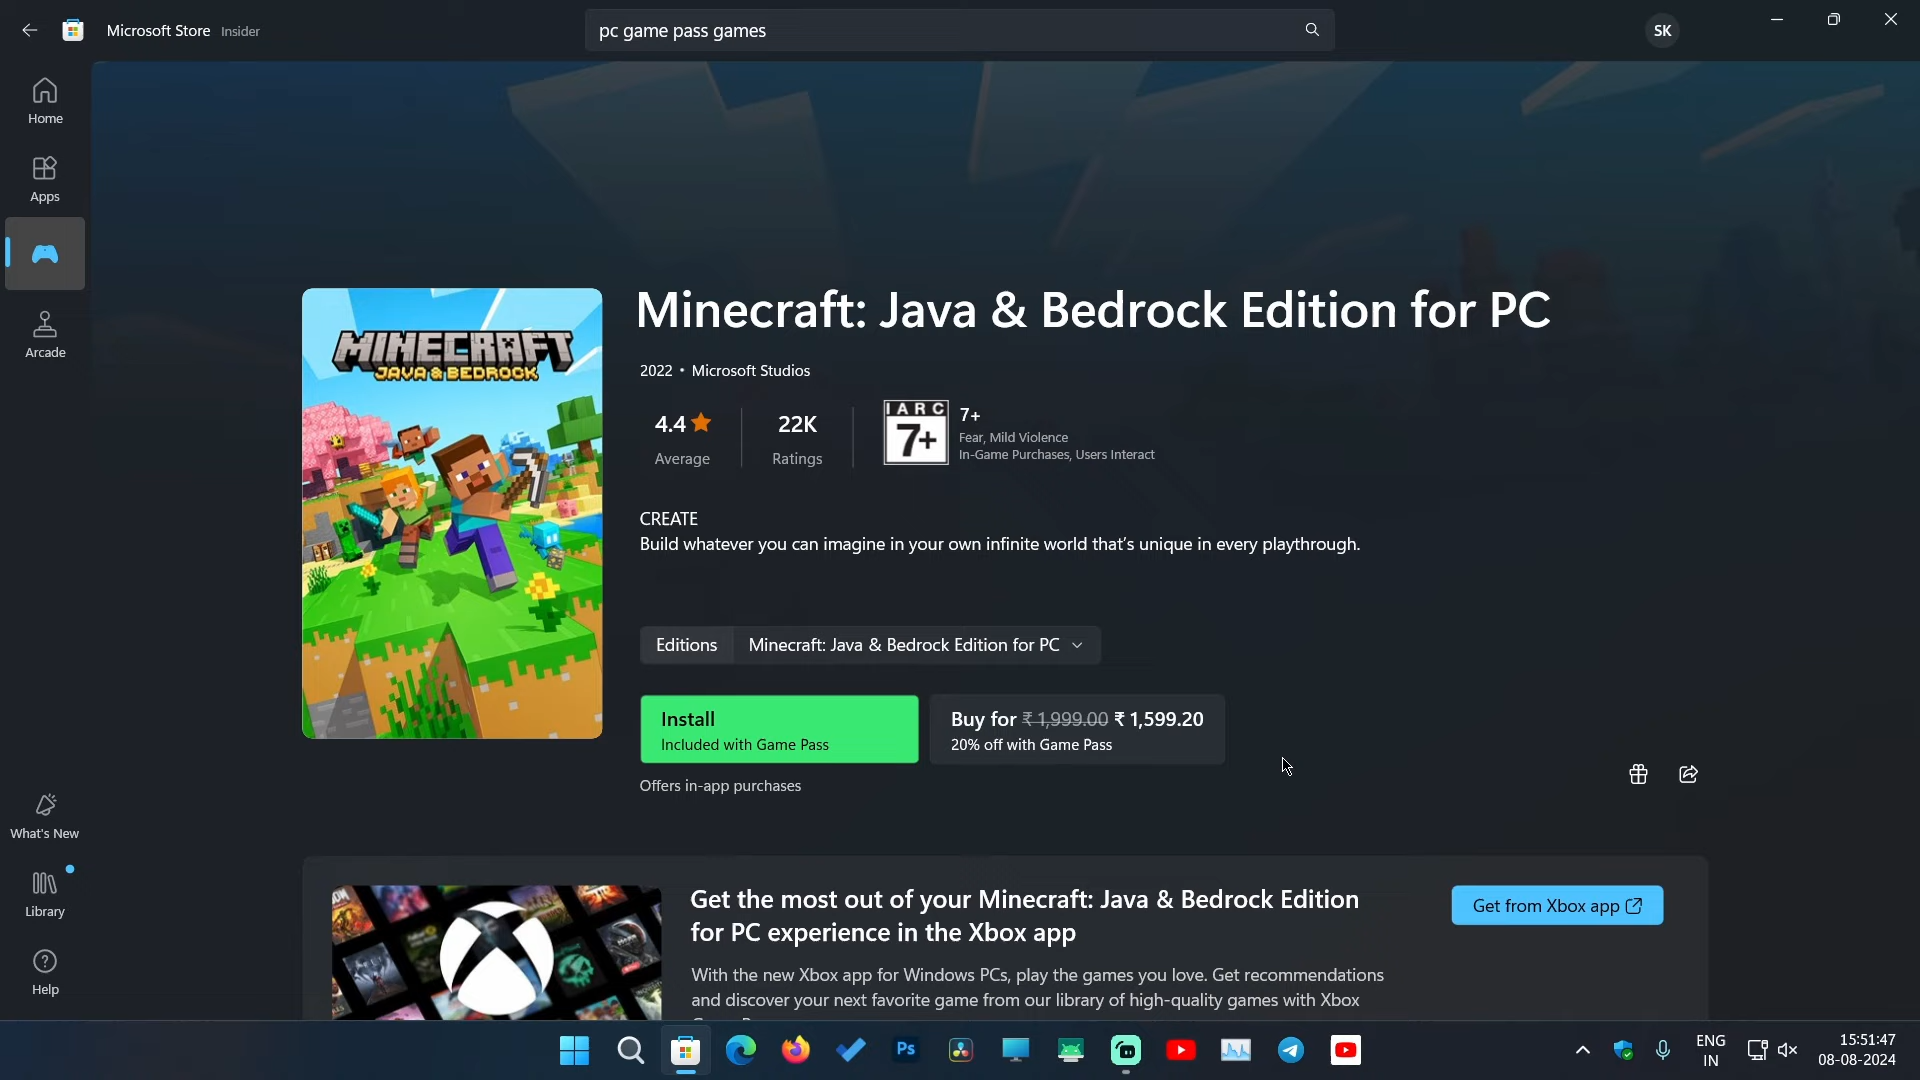 Microsoft Store Insider
pc game pass games
SK
Home
Apps
Arcade
What's New
Library
Help
MINECRAFT
JAVA & BEDROCK
Minecraft: Java & Bedrock Edition for PC
2022 • Microsoft Studios
4.4
Average
22K
Ratings
IARC
7+
7+
Fear, Mild Violence
In-Game Purchases, Users Interact
CREATE
Build whatever you can imagine in your own infinite world that's unique in every playthrough.
Editions Minecraft: Java & Bedrock Edition for PC
Install
Included with Game Pass
Buy for ₹ 1,999.00 ₹ 1,599.20
20% off with Game Pass
Offers in-app purchases
Get the most out of your Minecraft: Java & Bedrock Edition
for PC experience in the Xbox app
With the new Xbox app for Windows PCs, play the games you love. Get recommendations
and discover your next favorite game from our library of high-quality games with Xbox
Get from Xbox app
Ps
ENG
IN
15:51:47
08-08-2024